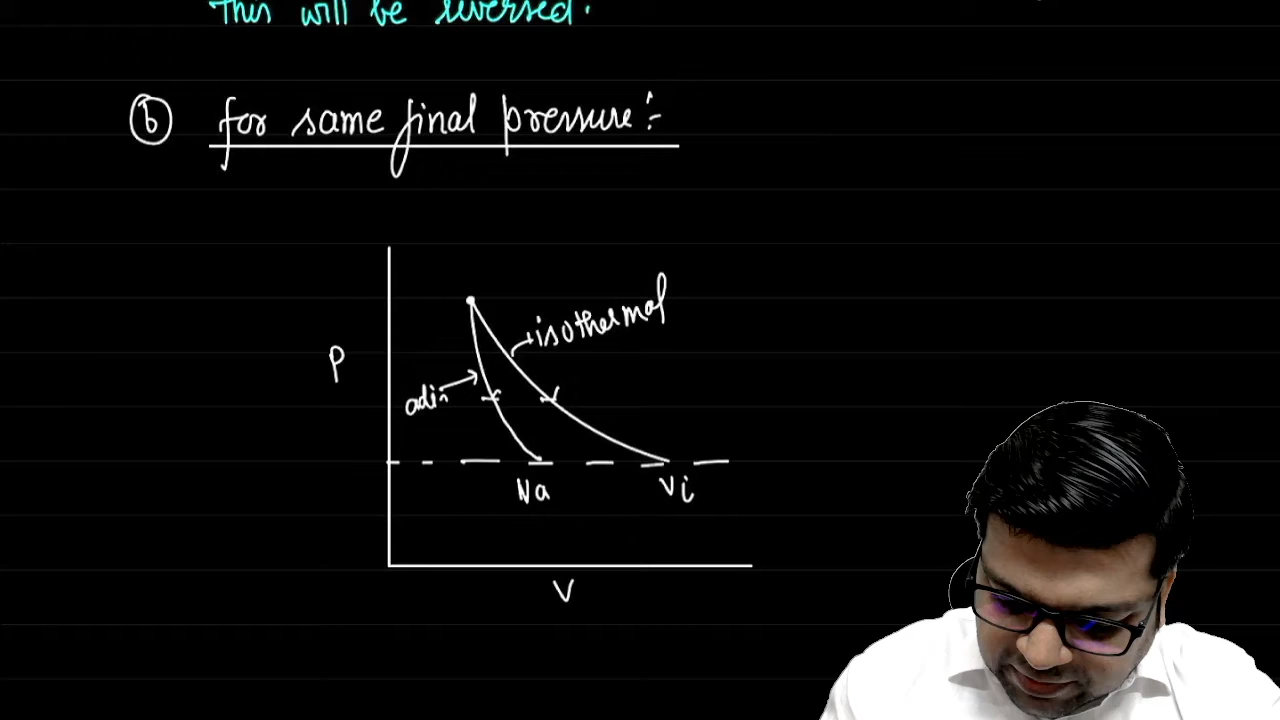 This will be reversed.
(b) for same final pressure :-
isothermal
P
adi.
Va Vi
V